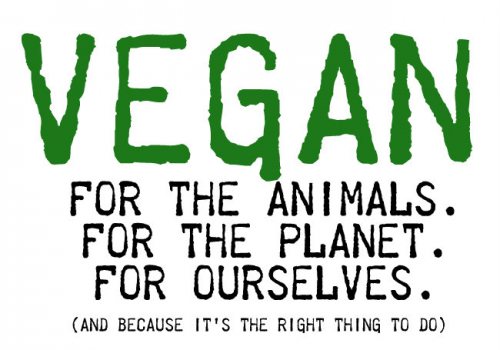 VEGAN
FOR THE ANIMALS.
FOR THE PLANET.
FOR OURSELVES.
(AND BECAUSE IT'S THE RIGHT THING TO DO)